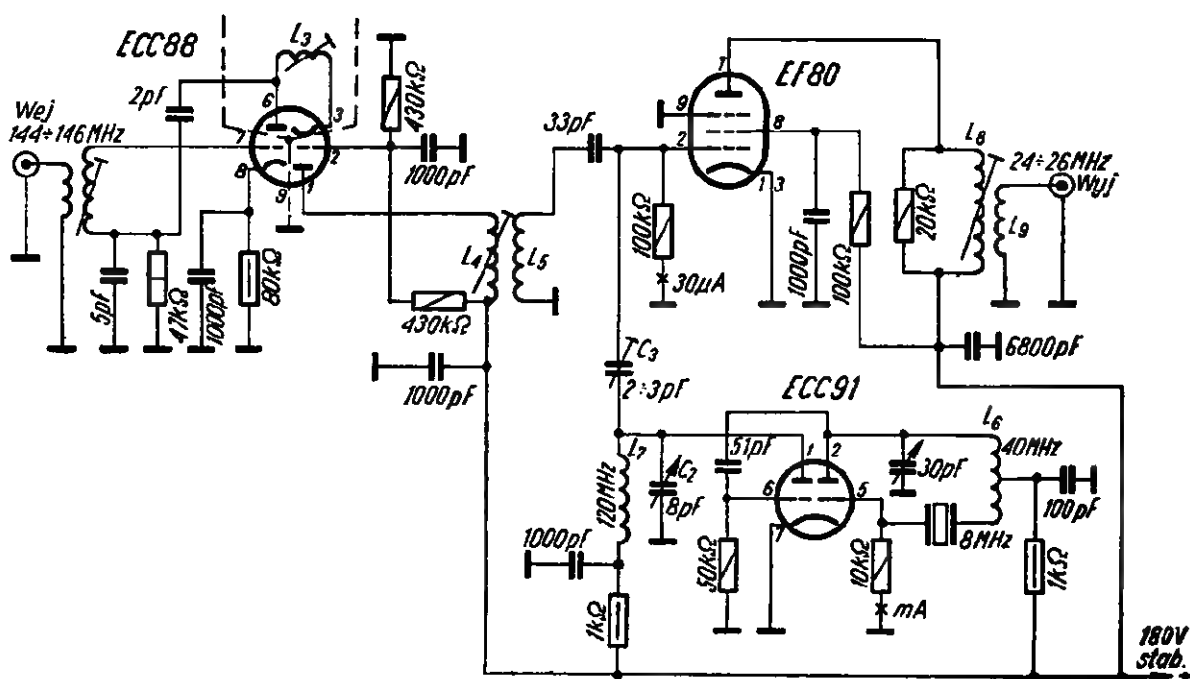 ECC88
L3
6
3
2pF
Wej
144÷146MHz
7
2
8
9
1
430kΩ
1000pF
5pF
47kΩ
1000pF
80kΩ
L4
L5
430kΩ
1000pF
33pF
EF80
7
9
2
8
1
3
100kΩ
30µA
1000pF
100kΩ
L8
20kΩ
24÷26MHz
Wyj
L9
6800pF
C3
2÷3pF
ECC91
L7
120MHz
C2
8pF
51pF
1
2
6
5
7
30pF
L6
40MHz
100pF
8MHz
1000pF
1kΩ
50kΩ
10kΩ
mA
1kΩ
180V
stab.